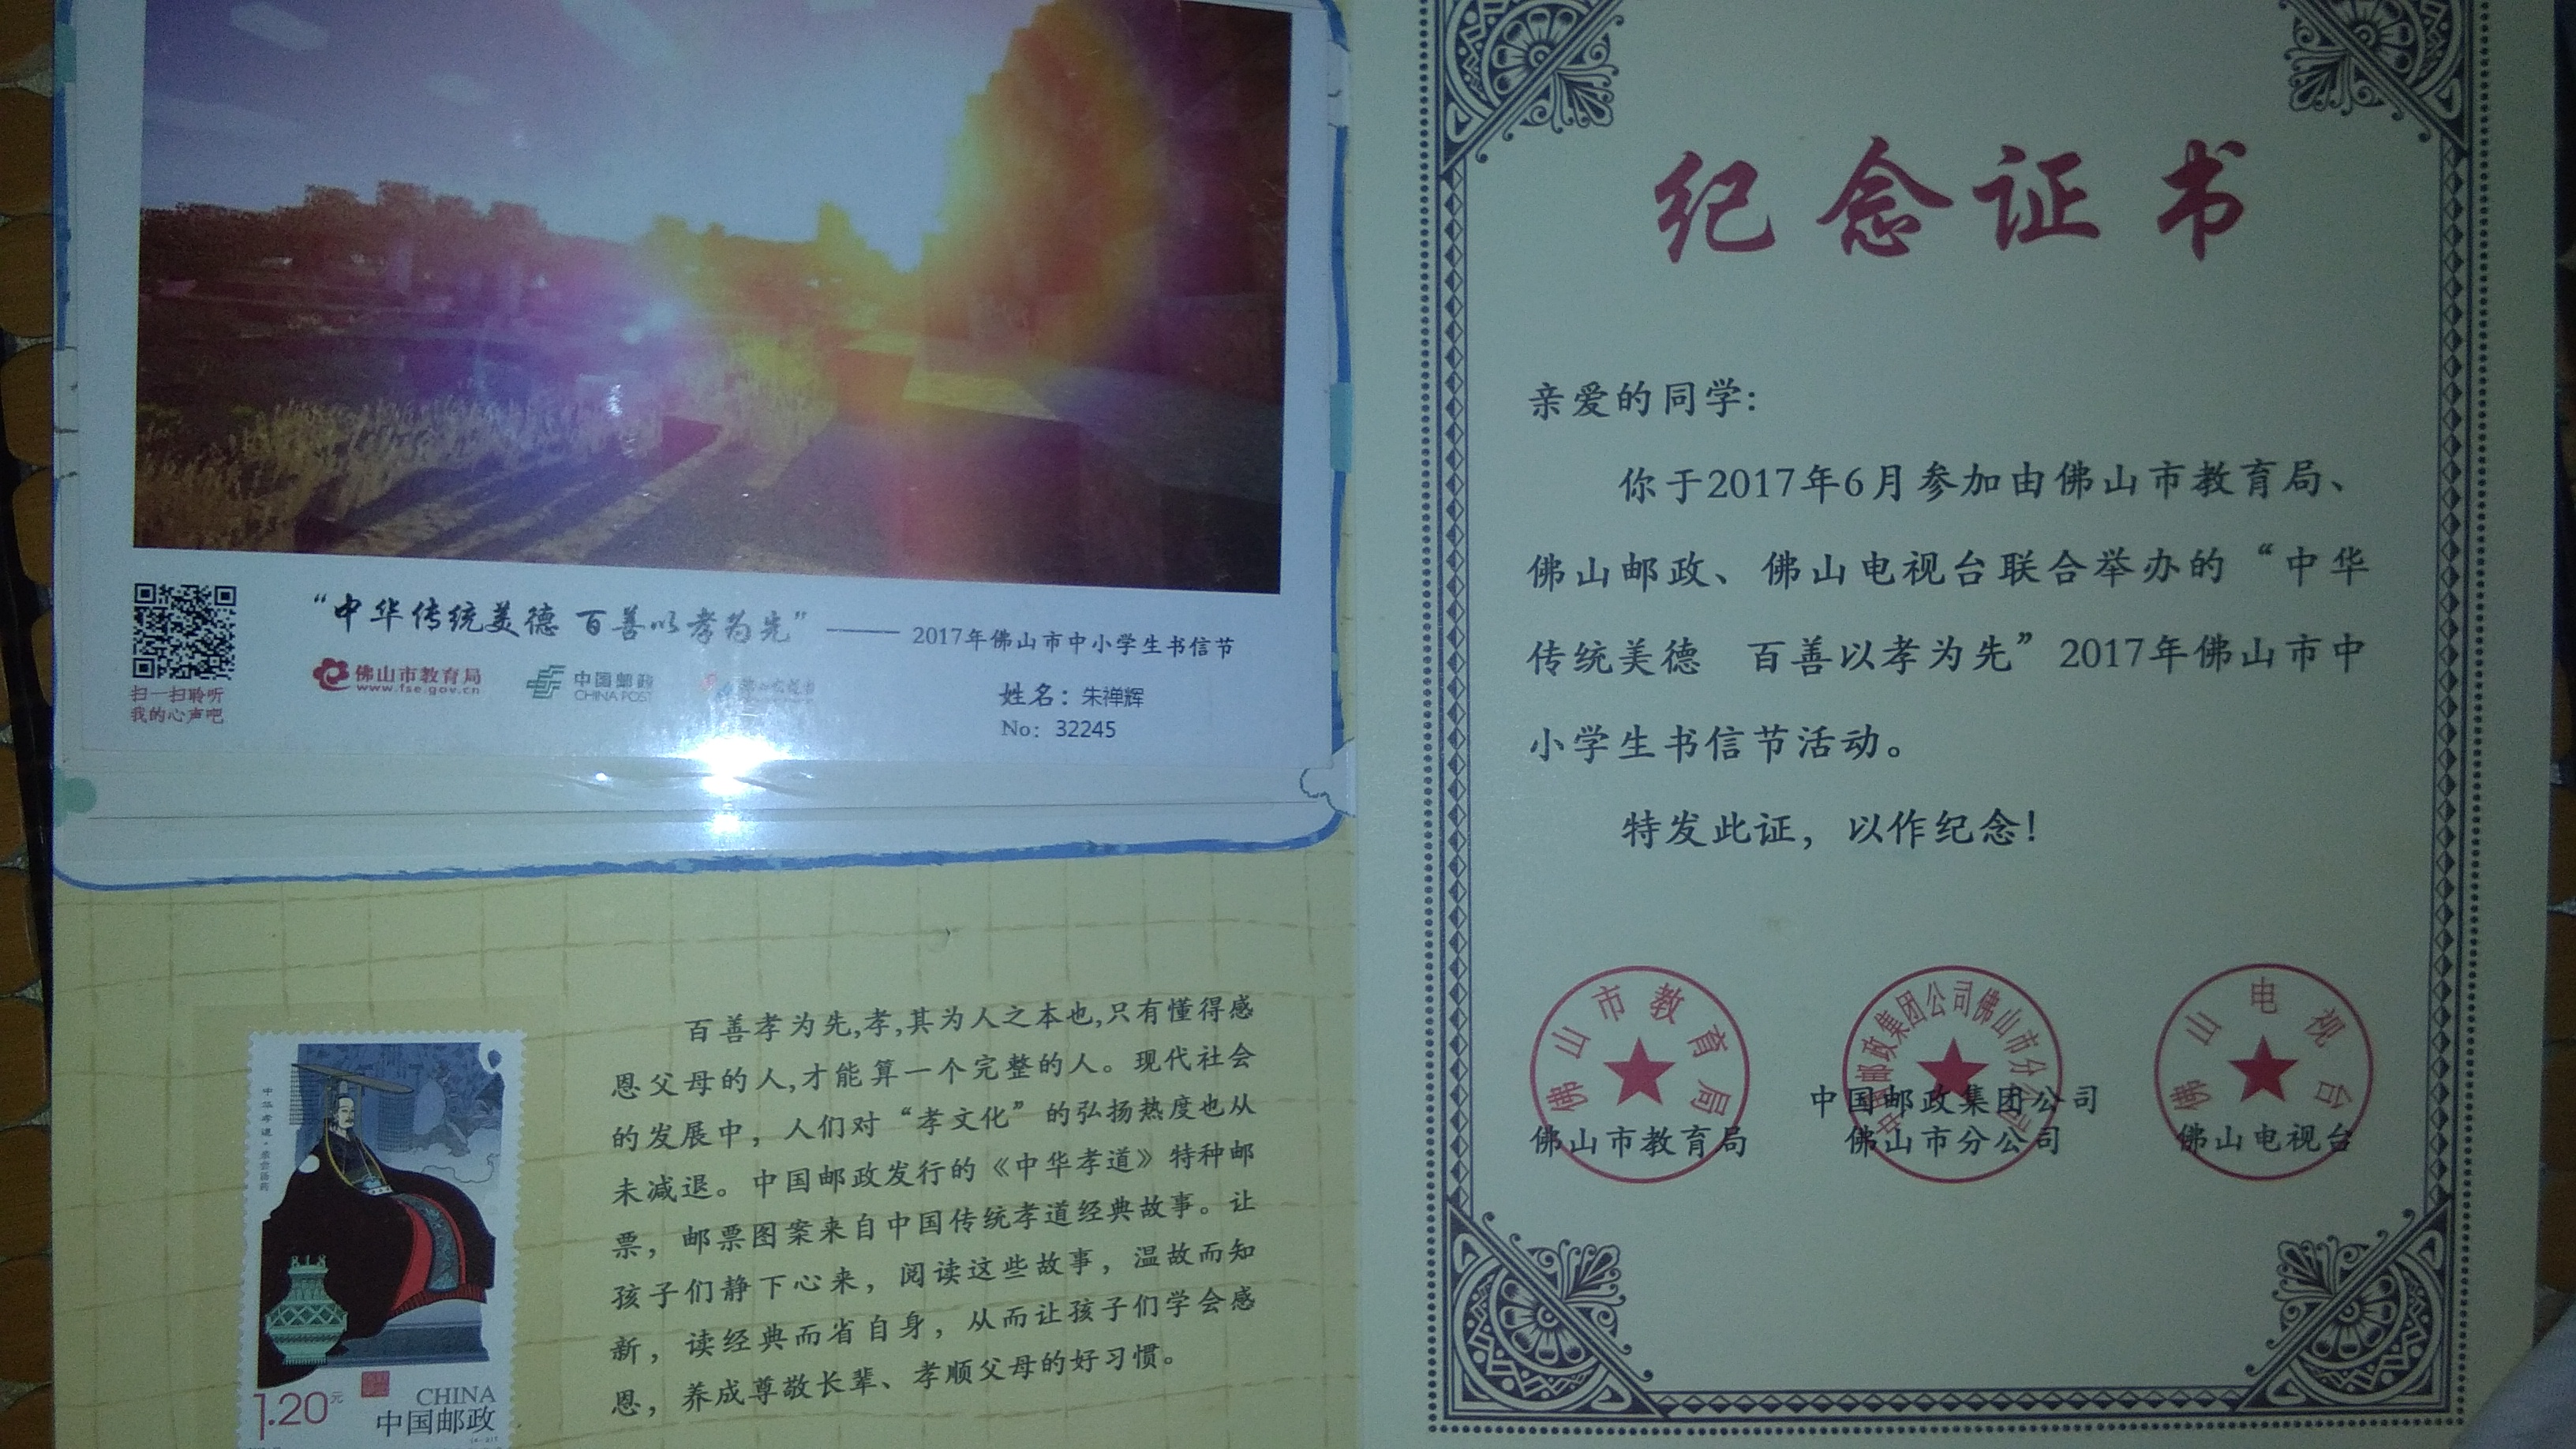 “中华传统美德 百善以孝为先”——2017年佛山市中小学生书信节
佛山市教育局
www.fse.gov.cn
中国邮政
CHINA POST
扫一扫聆听
我的心声吧
姓名：朱禅辉
No：32245
百善孝为先,孝,其为人之本也,只有懂得感
恩父母的人,才能算一个完整的人。现代社会
的发展中，人们对“孝文化”的弘扬热度也从
未减退。中国邮政发行的《中华孝道》特种邮
票，邮票图案来自中国传统孝道经典故事。让
孩子们静下心来，阅读这些故事，温故而知
新，读经典而省自身，从而让孩子们学会感
恩，养成尊敬长辈、孝顺父母的好习惯。
中华孝道·亲尝汤药
1.20元
CHINA
中国邮政
纪念证书
亲爱的同学:
你于2017年6月参加由佛山市教育局、
佛山邮政、佛山电视台联合举办的“中华
传统美德 百善以孝为先”2017年佛山市中
小学生书信节活动。
特发此证，以作纪念!
佛山市教育局
中国邮政集团公司佛山市分公司
佛山电视台
佛山市教育局
中国邮政集团公司
佛山市分公司
佛山电视台